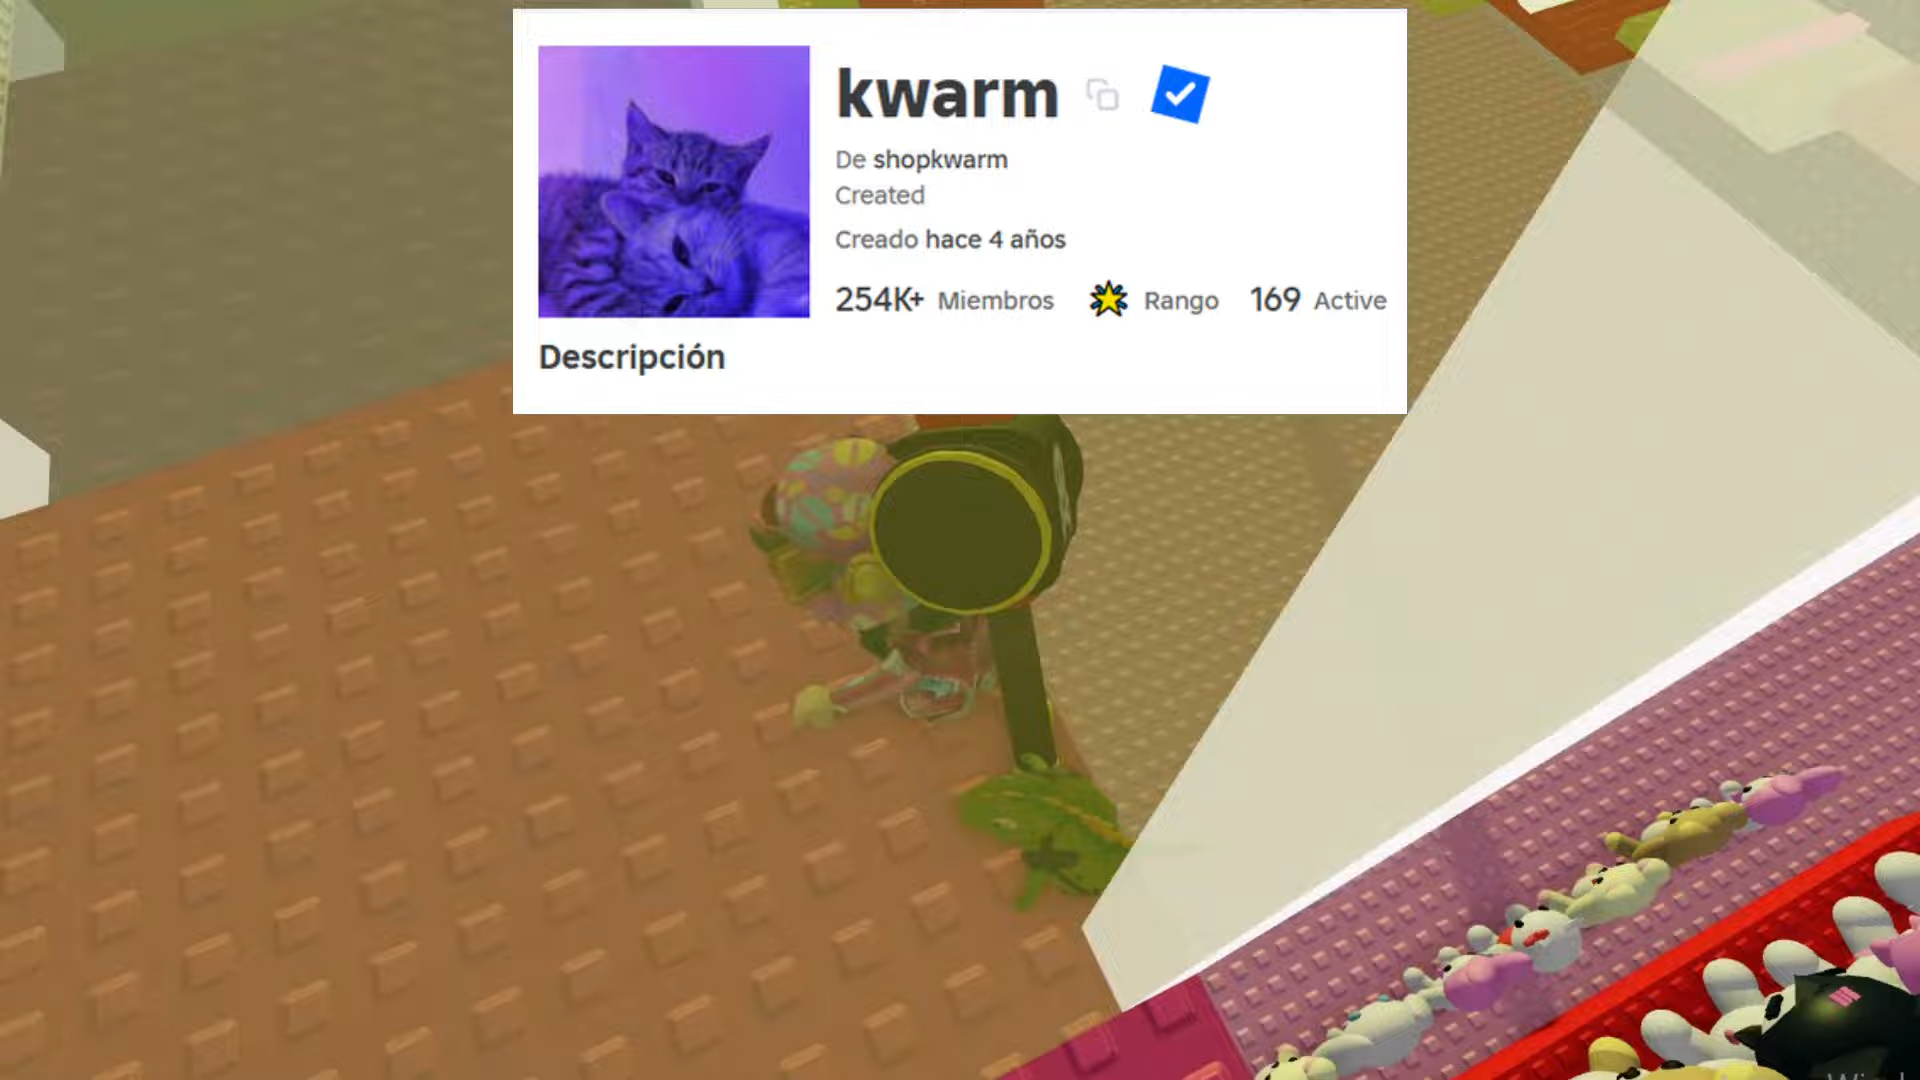 kwarm
De shopkwarm
Created
Creado hace 4 años
254K+ Miembros Rango 169 Active
Descripción